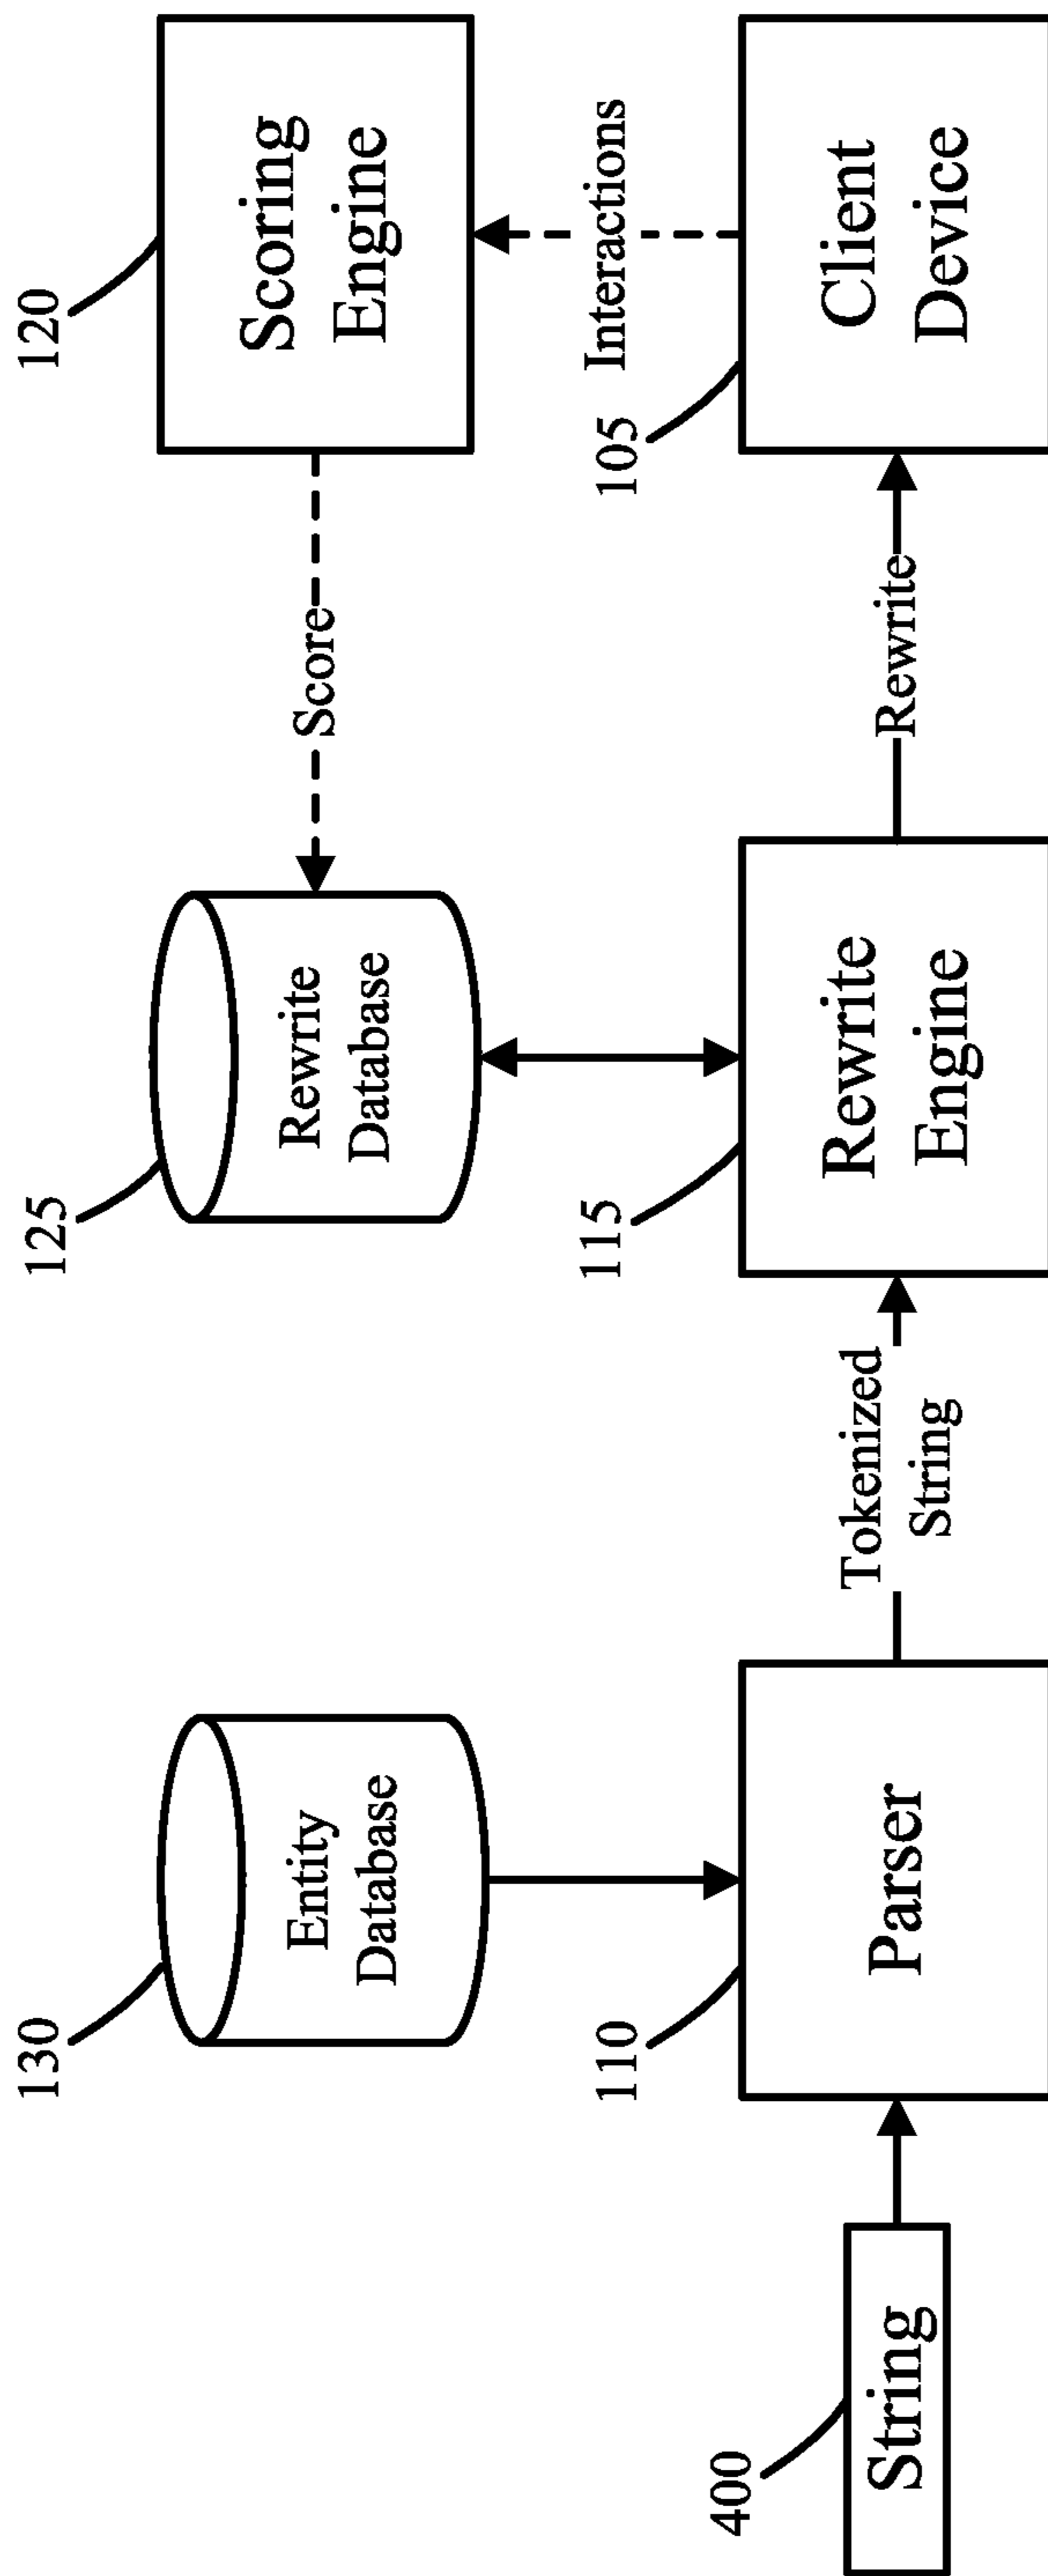 130
Entity
Database
125
Rewrite
Database
Score
120
Scoring
Engine
Interactions
400
String
110
Parser
Tokenized
String
115
Rewrite
Engine
Rewrite
105
Client
Device